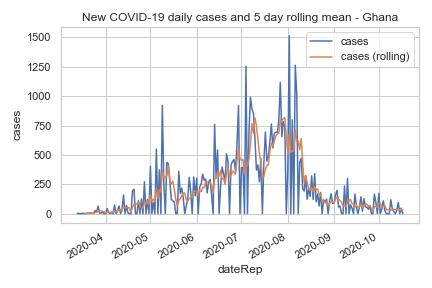 New COVID-19 daily cases and 5 day rolling mean - Ghana
cases
cases (rolling)
cases
1500
1250
1000
750
500
250
0
2020-04
2020-05
2020-06
2020-07
2020-08
2020-09
2020-10
dateRep